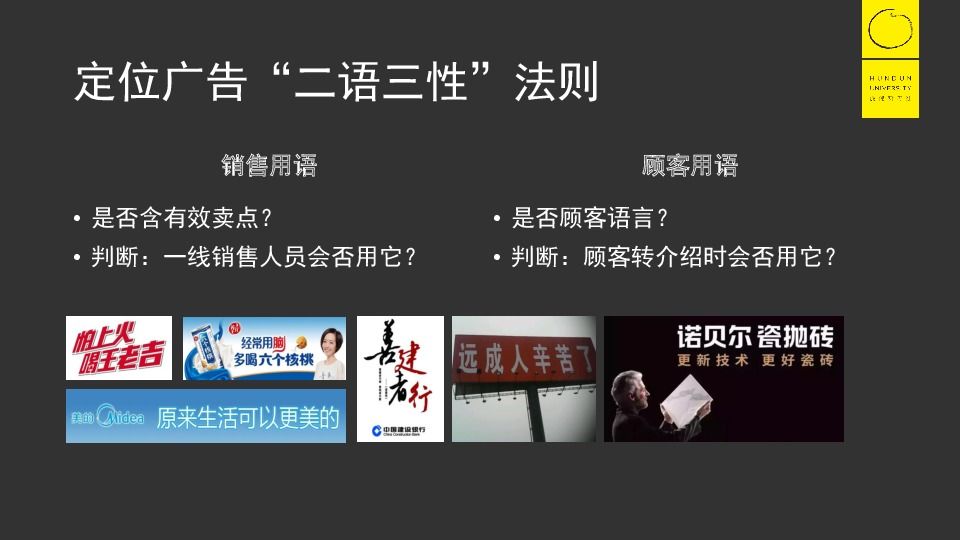 定位广告“二语三性”法则
HUNDUN
UNIVERSITY
销售用语
• 是否含有效卖点？
• 判断：一线销售人员会否用它？
顾客用语
• 是否顾客语言？
• 判断：顾客转介绍时会否用它？
怕上火
喝王老吉
经常用脑
多喝六个核桃
美的 Midea 原来生活可以更美的
善建者行
中国建设银行
China Construction Bank
远成人辛苦了
诺贝尔 瓷抛砖
更新技术 更好瓷砖